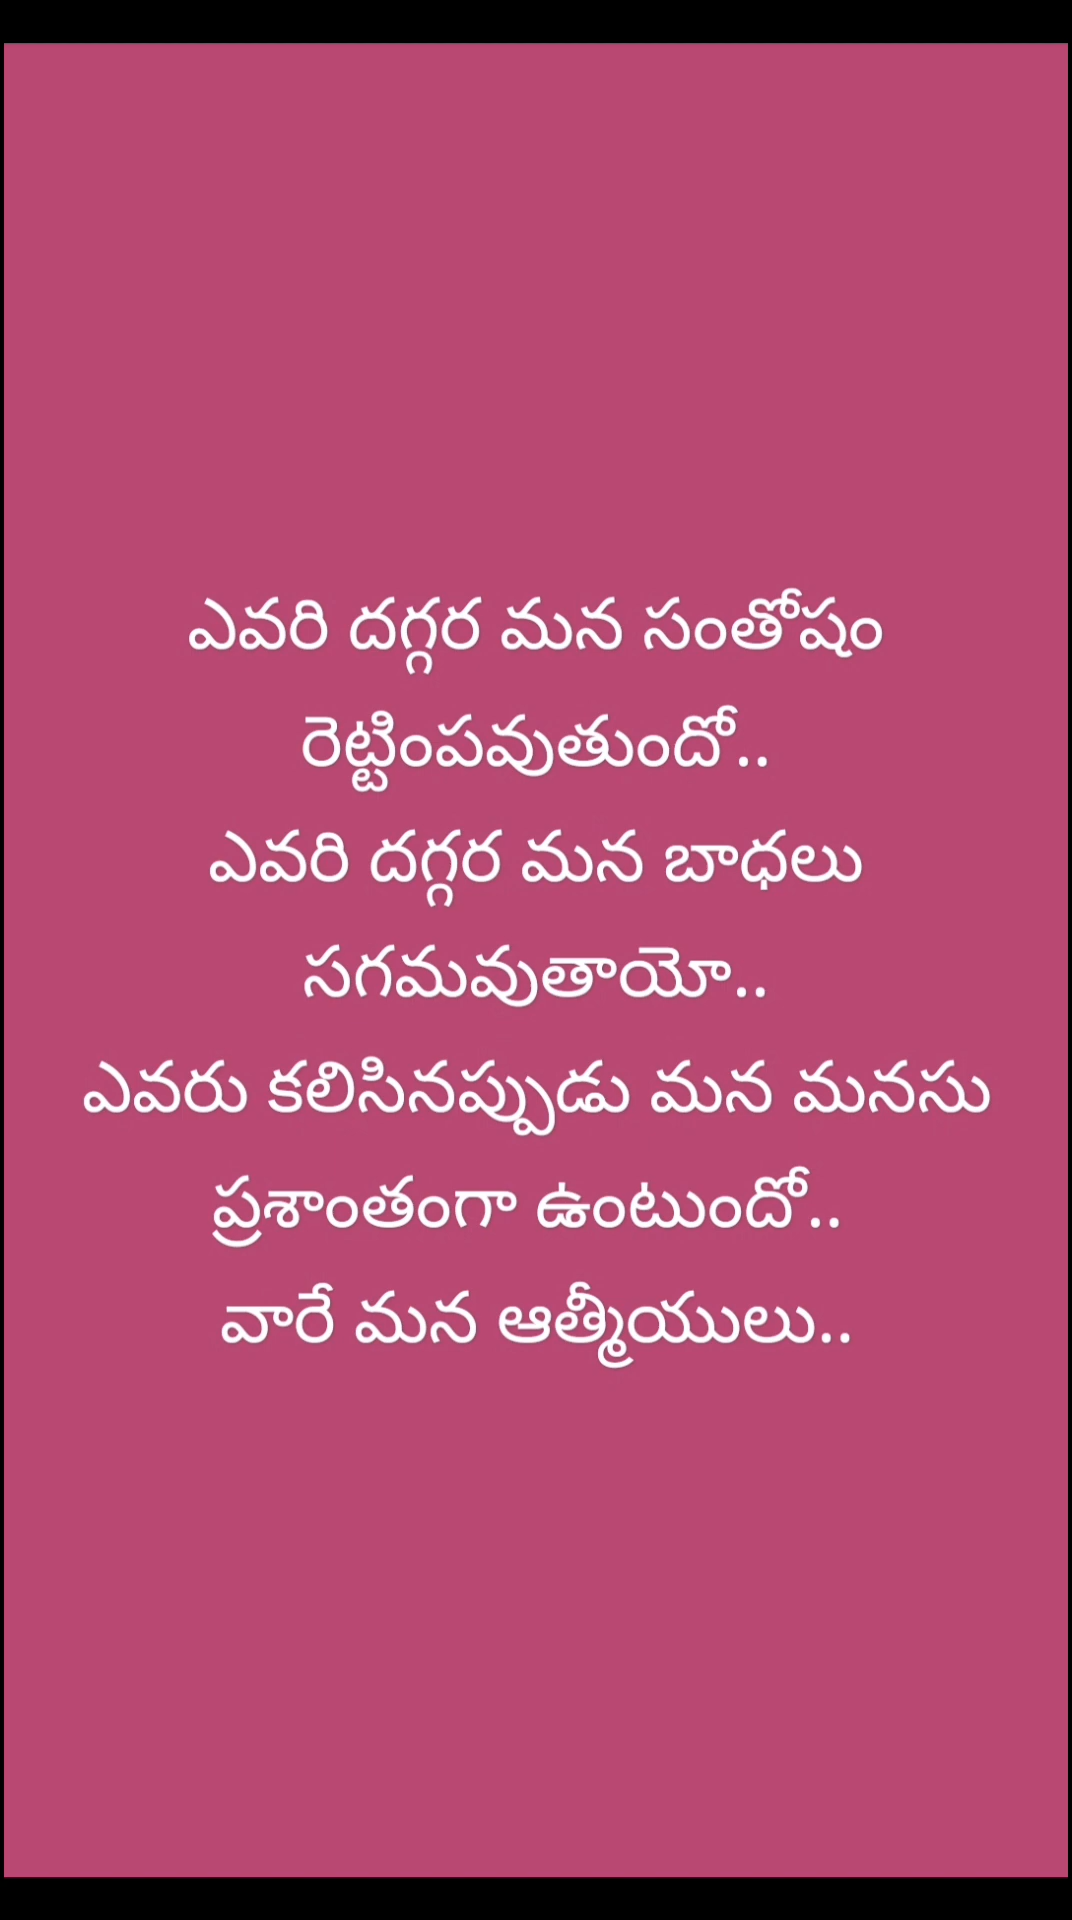 ఎవరి దగ్గర మన సంతోషం
రెట్టింపవుతుందో..
ఎవరి దగ్గర మన బాధలు
సగమవుతాయో..
ఎవరు కలిసినప్పుడు మన మనసు
ప్రశాంతంగా ఉంటుందో..
వారే మన ఆత్మీయులు..